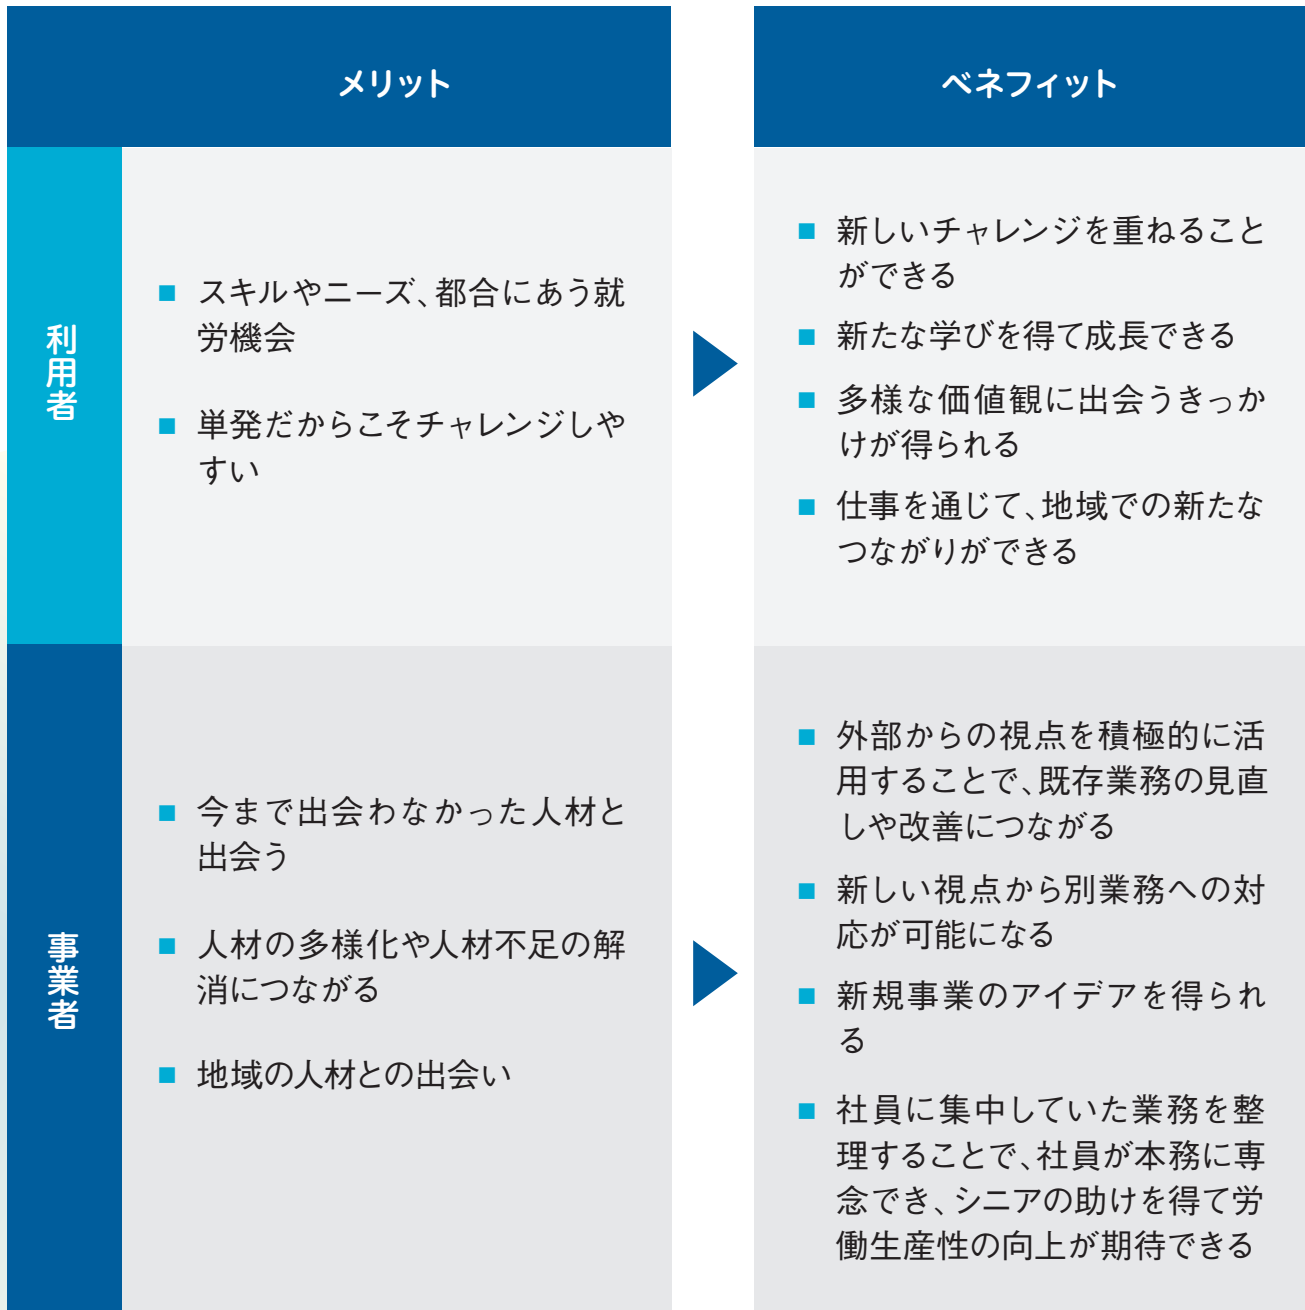 メリット
ベネフィット
利用者
■ スキルやニーズ、都合にあう就
労機会
■ 単発だからこそチャレンジしや
すい
■ 新しいチャレンジを重ねること
ができる
■ 新たな学びを得て成長できる
■ 多様な価値観に出会うきっか
けが得られる
■ 仕事を通じて、地域での新たな
つながりができる
事業者
■ 今まで出会わなかった人材と
出会う
■ 人材の多様化や人材不足の解
消につながる
■ 地域の人材との出会い
■ 外部からの視点を積極的に活
用することで、既存業務の見直
しや改善につながる
■ 新しい視点から別業務への対
応が可能になる
■ 新規事業のアイデアを得られ
る
■ 社員に集中していた業務を整
理することで、社員が本務に専
念でき、シニアの助けを得て労
働生産性の向上が期待できる